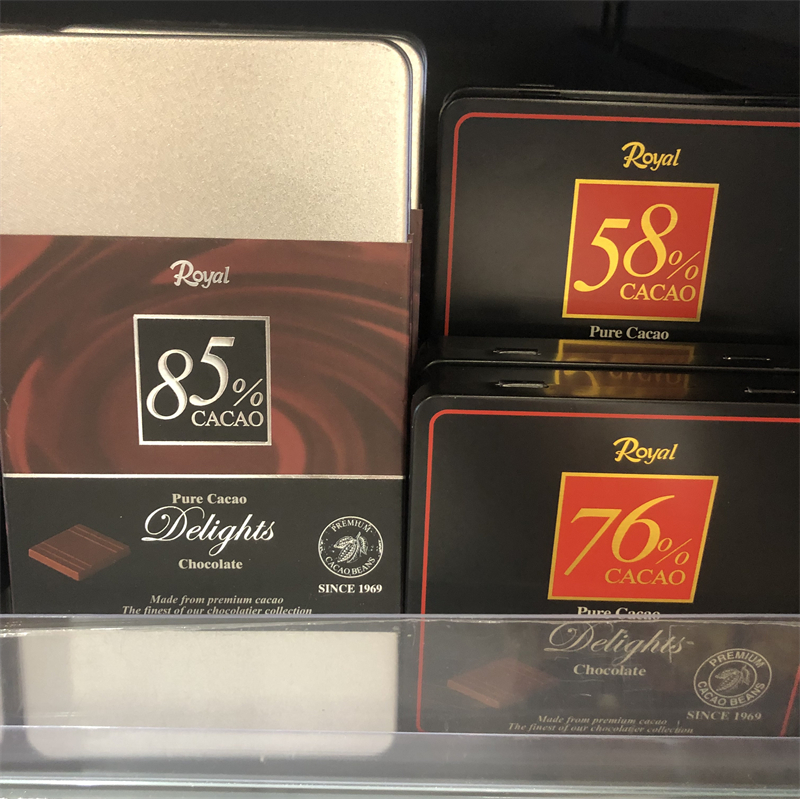 Royal
85%
CACAO
Pure Cacao
Delights
Chocolate
PREMIUM
CACAO BEANS
SINCE 1969
Made from premium cacao
The finest of our chocolatier collection
Royal
58%
CACAO
Pure Cacao
Royal
76%
CACAO
Pure Cacao
Delights
Chocolate
PREMIUM
CACAO BEANS
SINCE 1969
Made from premium cacao
The finest of our chocolatier collection